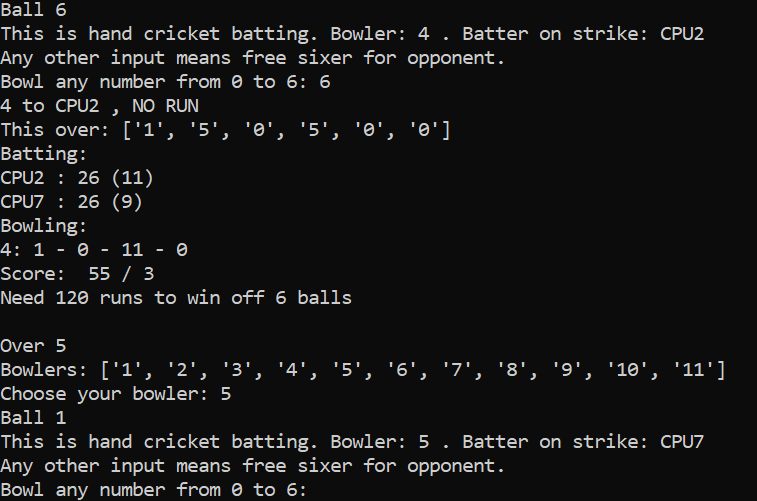 Ball 6
This is hand cricket batting. Bowler: 4 . Batter on strike: CPU2
Any other input means free sixer for opponent.
Bowl any number from 0 to 6: 6
4 to CPU2 , NO RUN
This over: ['1', '5', '0', '5', '0', '0']
Batting:
CPU2 : 26 (11)
CPU7 : 26 (9)
Bowling:
4: 1 - 0 - 11 - 0
Score:  55 / 3
Need 120 runs to win off 6 balls

Over 5
Bowlers: ['1', '2', '3', '4', '5', '6', '7', '8', '9', '10', '11']
Choose your bowler: 5
Ball 1
This is hand cricket batting. Bowler: 5 . Batter on strike: CPU7
Any other input means free sixer for opponent.
Bowl any number from 0 to 6: